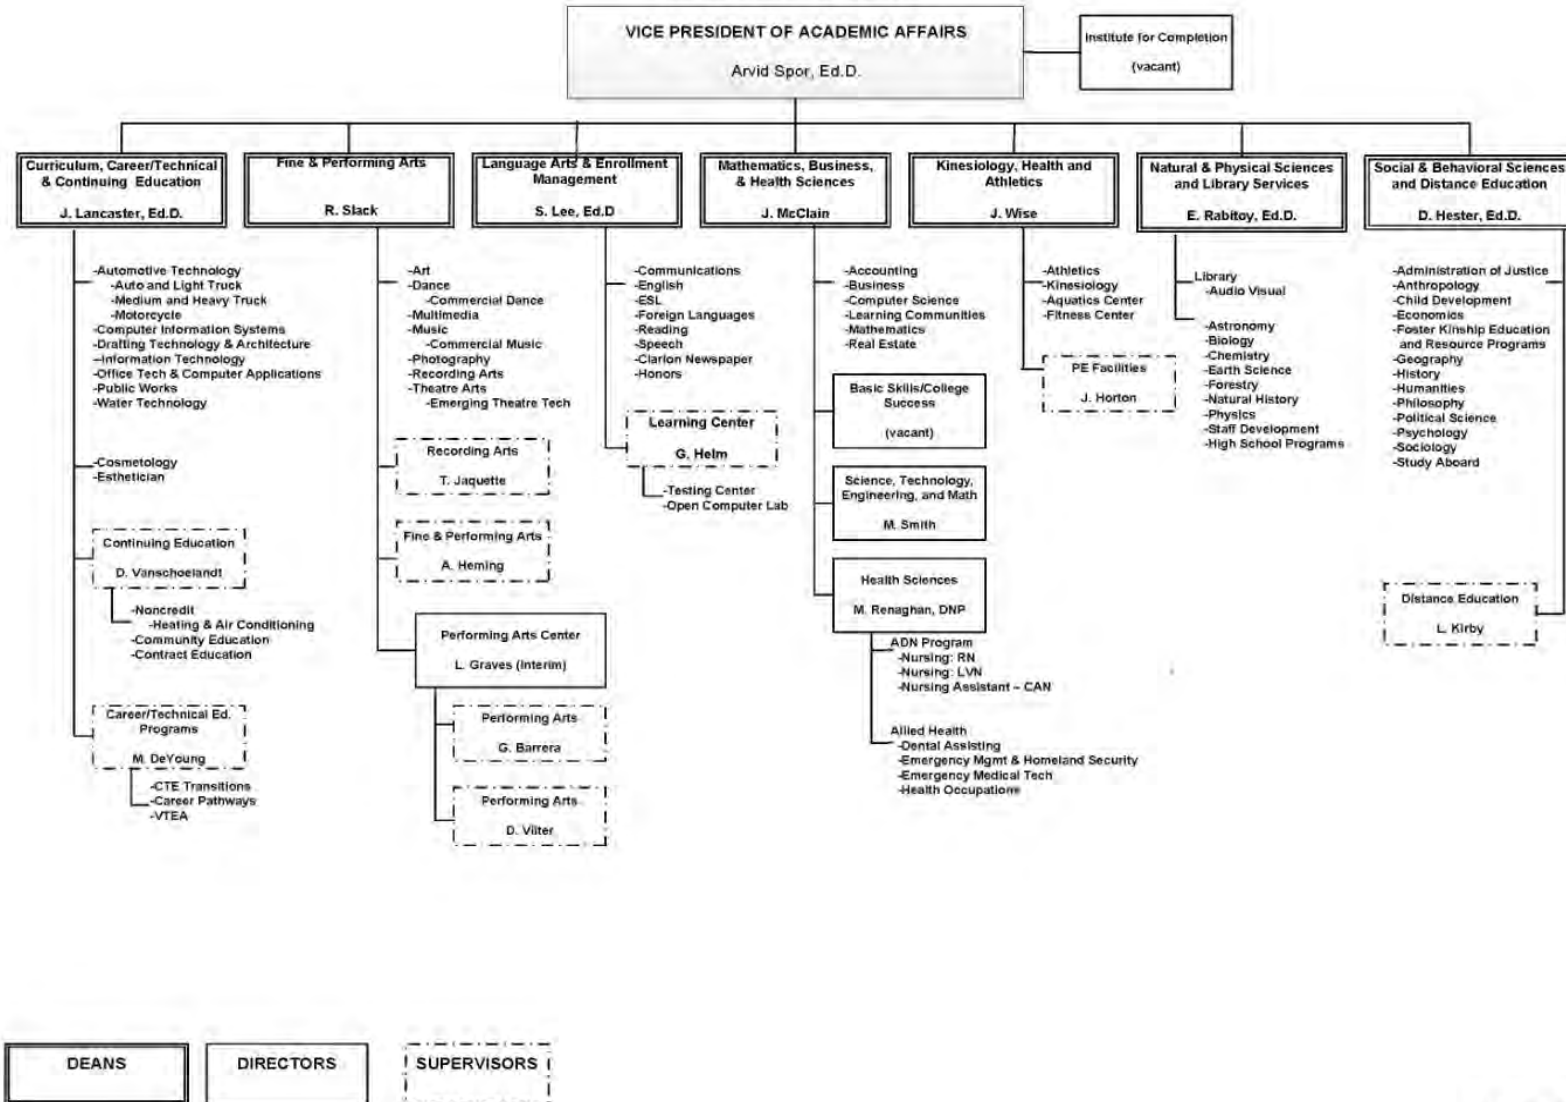 VICE PRESIDENT OF ACADEMIC AFFAIRS
Arvid Spor, Ed.D.
Institute for Completion
(vacant)
Curriculum, Career/Technical
& Continuing Education
J. Lancaster, Ed.D.
-Automotive Technology
-Auto and Light Truck
-Medium and Heavy Truck
-Motorcycle
-Computer Information Systems
-Drafting Technology & Architecture
-Information Technology
-Office Tech & Computer Applications
-Public Works
-Water Technology
-Cosmetology
-Esthetician
Continuing Education
D. Vanschoelandt
-Noncredit
-Heating & Air Conditioning
-Community Education
-Contract Education
Career/Technical Ed.
Programs
M. DeYoung
-CTE Transitions
-Career Pathways
-VTEA
Fine & Performing Arts
R. Slack
-Art
-Dance
-Commercial Dance
-Multimedia
-Music
-Commercial Music
-Photography
-Recording Arts
-Theatre Arts
-Emerging Theatre Tech
Recording Arts
T. Jaquette
Fine & Performing Arts
A. Heming
Performing Arts Center
L. Graves (Interim)
Performing Arts
G. Barrera
Performing Arts
D. Vilter
Language Arts & Enrollment
Management
S. Lee, Ed.D
-Communications
-English
-ESL
-Foreign Languages
-Reading
-Speech
-Clarion Newspaper
-Honors
Learning Center
G. Helm
-Testing Center
-Open Computer Lab
Mathematics, Business,
& Health Sciences
J. McClain
-Accounting
-Business
-Computer Science
-Learning Communities
-Mathematics
-Real Estate
Basic Skills/College
Success
(vacant)
Science, Technology,
Engineering, and Math
M. Smith
Health Sciences
M. Renaghan, DNP
ADN Program
-Nursing: RN
-Nursing: LVN
-Nursing Assistant – CAN
Allied Health
-Dental Assisting
-Emergency Mgmt & Homeland Security
-Emergency Medical Tech
-Health Occupations
Kinesiology, Health and
Athletics
J. Wise
-Athletics
-Kinesiology
-Aquatics Center
-Fitness Center
PE Facilities
J. Horton
Natural & Physical Sciences
and Library Services
E. Rabitoy, Ed.D.
Library
-Audio Visual
-Astronomy
-Biology
-Chemistry
-Earth Science
-Forestry
-Natural History
-Physics
-Staff Development
-High School Programs
Social & Behavioral Sciences
and Distance Education
D. Hester, Ed.D.
-Administration of Justice
-Anthropology
-Child Development
-Economics
-Foster Kinship Education
and Resource Programs
-Geography
-History
-Humanities
-Philosophy
-Political Science
-Psychology
-Sociology
-Study Aboard
Distance Education
L. Kirby
DEANS
DIRECTORS
SUPERVISORS